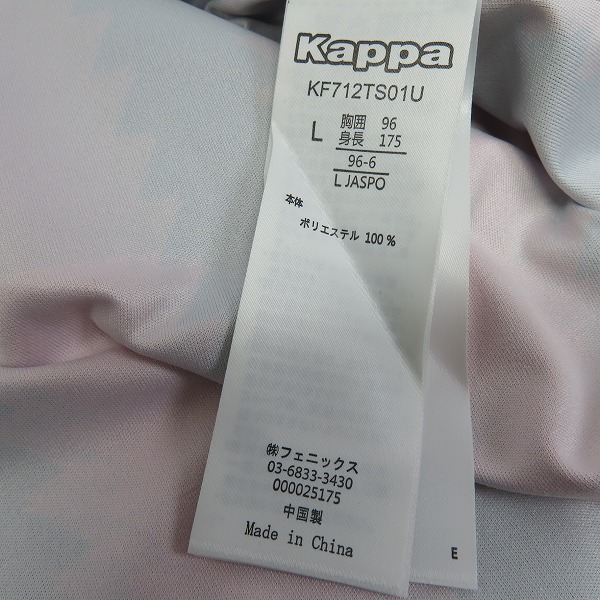 Kappa
KF712TS01U
L 胸囲 96
身長 175
96-6
L JASPO
本体
ポリエステル 100 %
㈱フェニックス
03-6833-3430
000025175
中国製
Made in China
E